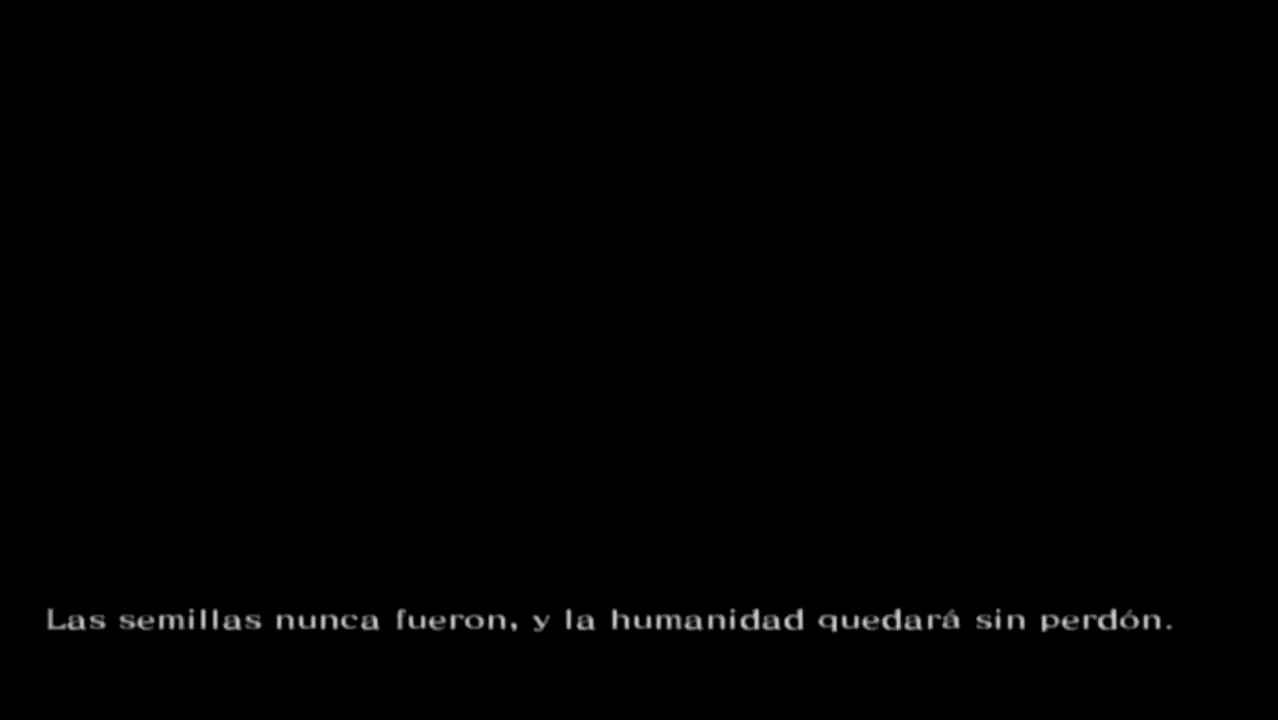 Las semillas nunca fueron, y la humanidad quedará sin perdón.